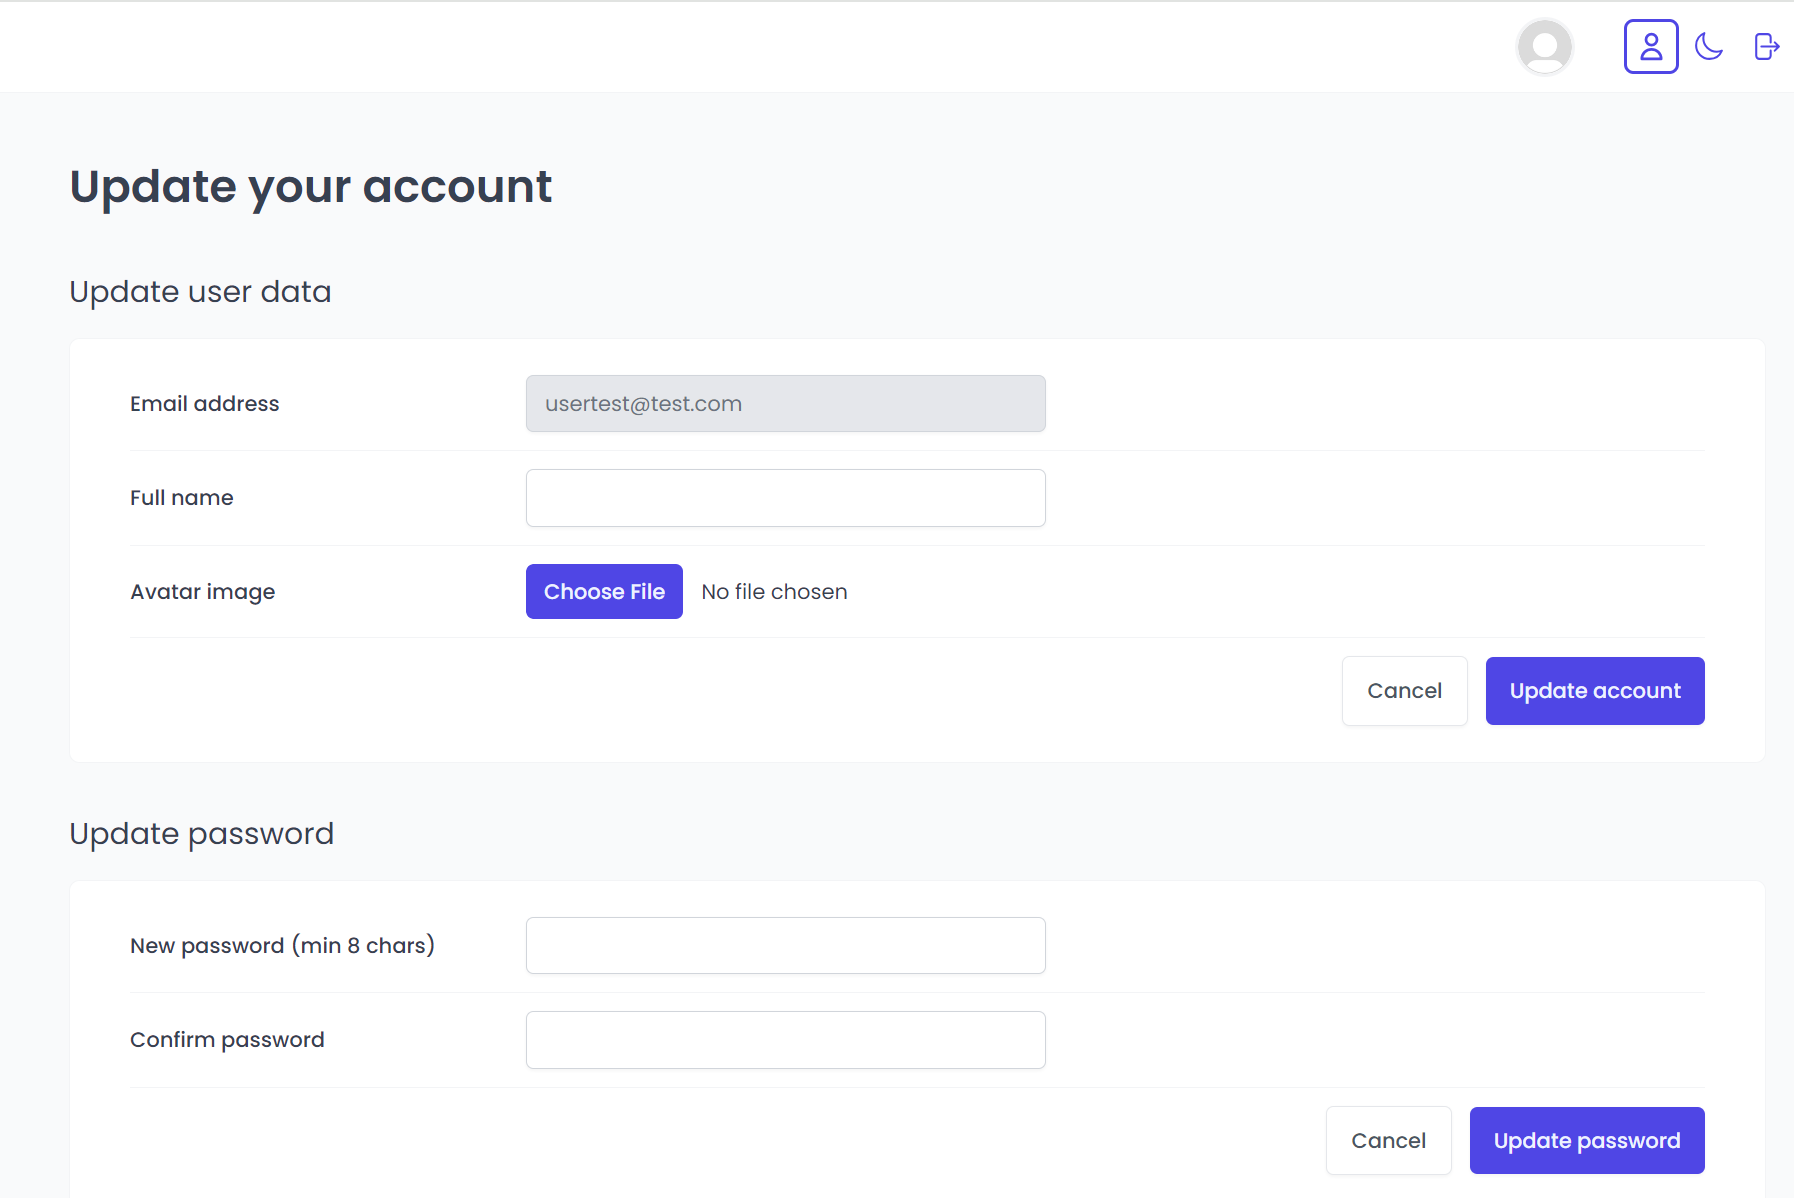 Update your account
Update user data
Email address usertest@test.com
Full name
Avatar image Choose File No file chosen
Cancel Update account
Update password
New password (min 8 chars)
Confirm password
Cancel Update password